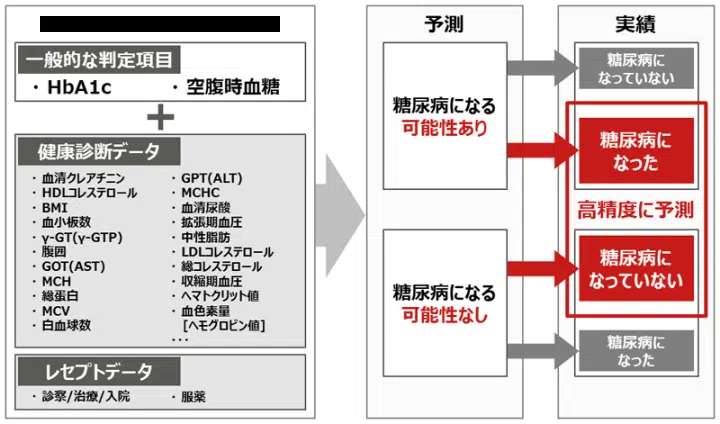 一般的な判定項目
・ HbA1c ・ 空腹時血糖
+
健康診断データ
・ 血清クレアチニン
・ HDLコレステロール
・ BMI
・ 血小板数
・ γ-GT(γ-GTP)
・ 腹囲
・ GOT(AST)
・ MCH
・ 総蛋白
・ MCV
・ 白血球数
・ GPT(ALT)
・ MCHC
・ 血清尿酸
・ 拡張期血圧
・ 中性脂肪
・ LDLコレステロール
・ 総コレステロール
・ 収縮期血圧
・ ヘマトクリット値
・ 血色素量
[ヘモグロビン値]
・・・
レセプトデータ
・ 診察/治療/入院 ・ 服薬
予測
糖尿病になる
可能性あり
糖尿病になる
可能性なし
実績
糖尿病に
なっていない
糖尿病に
なった
高精度に予測
糖尿病に
なっていない
糖尿病に
なった